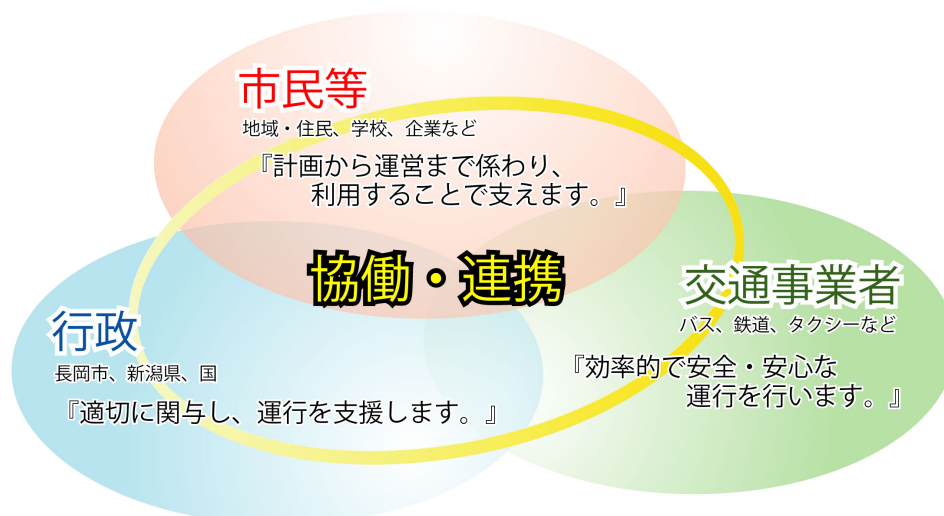 市民等
地域・住民、学校、企業など
『計画から運営まで係わり、
利用することで支えます。』
協働・連携
交通事業者
バス、鉄道、タクシーなど
『効率的で安全・安心な
運行を行います。』
行政
長岡市、新潟県、国
『適切に関与し、運行を支援します。』